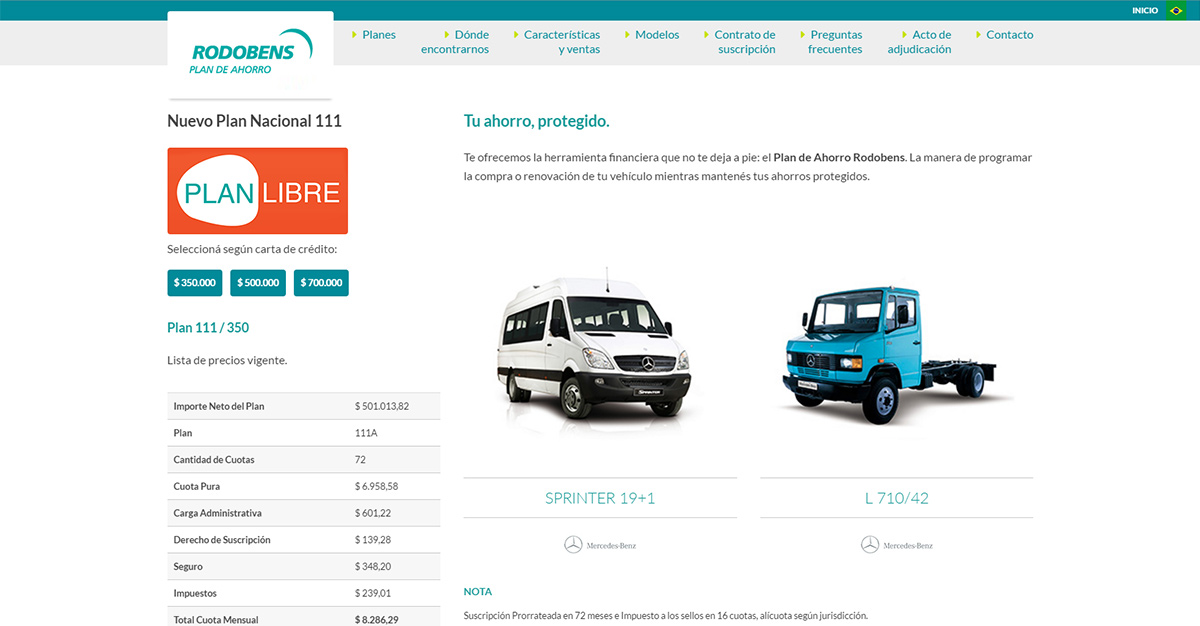 INICIO
RODOBENS
PLAN DE AHORRO
Planes
Dónde
encontrarnos
Características
y ventas
Modelos
Contrato de
suscripción
Preguntas
frecuentes
Acto de
adjudicación
Contacto
Nuevo Plan Nacional 111
PLAN LIBRE
Seleccioná según carta de crédito:
$ 350.000 $ 500.000 $ 700.000
Plan 111 / 350
Lista de precios vigente.
Importe Neto del Plan $ 501.013,82
Plan 111A
Cantidad de Cuotas 72
Cuota Pura $ 6.958,58
Carga Administrativa $ 601,22
Derecho de Suscripción $ 139,28
Seguro $ 348,20
Impuestos $ 239,01
Total Cuota Mensual $ 8.286,29
Tu ahorro, protegido.
Te ofrecemos la herramienta financiera que no te deja a pie: el Plan de Ahorro Rodobens. La manera de programar
la compra o renovación de tu vehículo mientras mantenés tus ahorros protegidos.
SPRINTER 19+1
Mercedes-Benz
L 710/42
Mercedes-Benz
NOTA
Suscripción Prorrateada en 72 meses e Impuesto a los sellos en 16 cuotas, alícuota según jurisdicción.